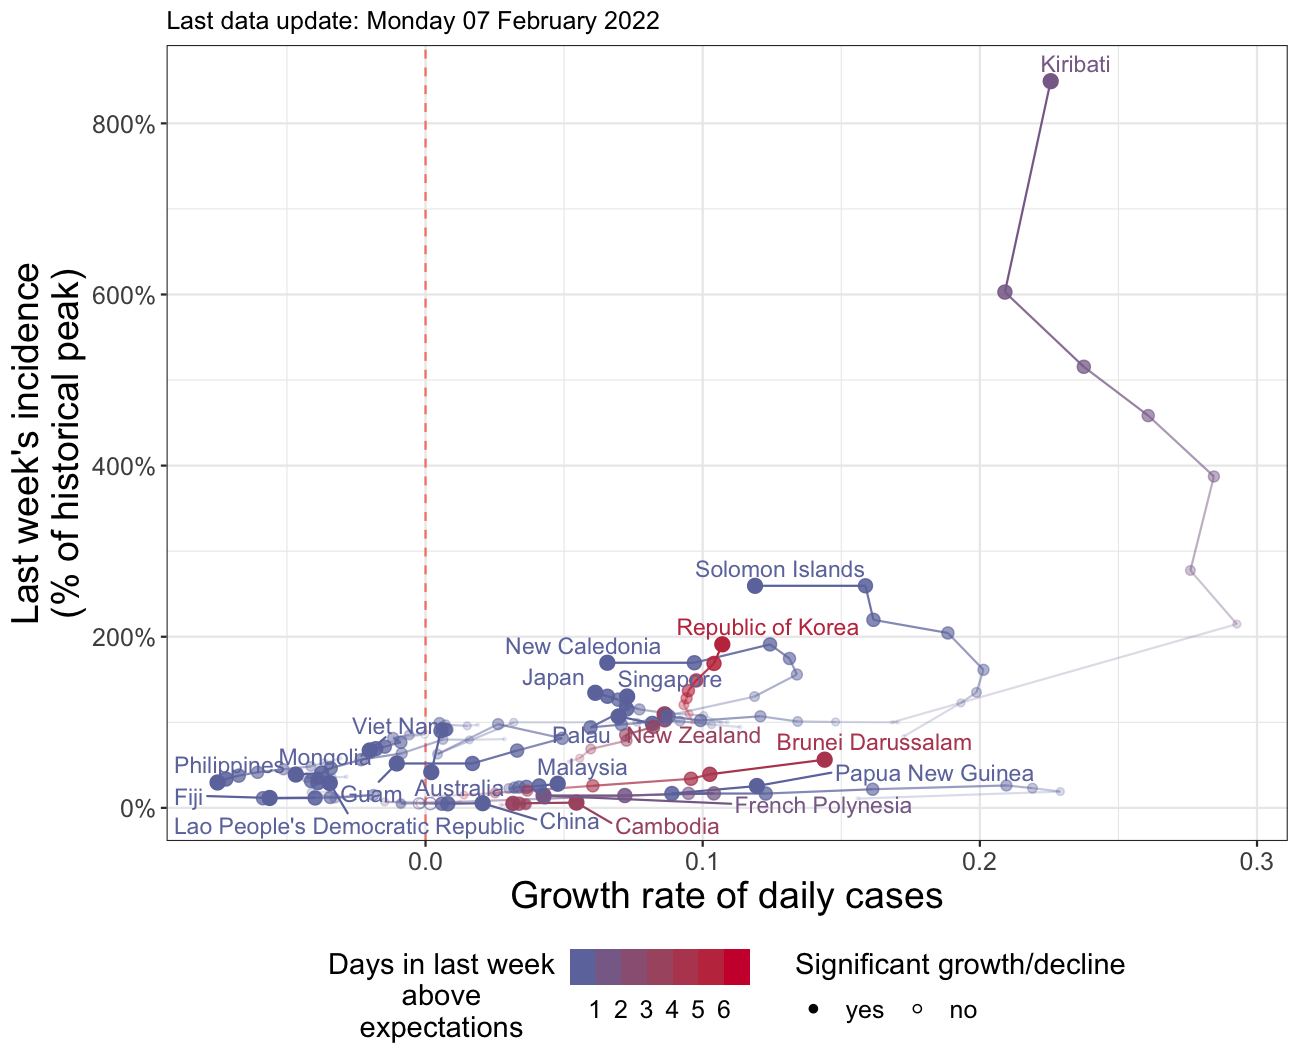 Last data update: Monday 07 February 2022
Last week's incidence
(% of historical peak)
800%
600%
400%
200%
0%
Kiribati
Solomon Islands
Republic of Korea
New Caledonia
Japan
Singapore
Viet Nam
Palau
New Zealand
Brunei Darussalam
Philippines
Mongolia
Malaysia
Papua New Guinea
Fiji
Guam
Australia
French Polynesia
Lao People's Democratic Republic
China
Cambodia
0.0
0.1
0.2
0.3
Growth rate of daily cases
Days in last week
above
expectations
1 2 3 4 5 6
Significant growth/decline
yes
no